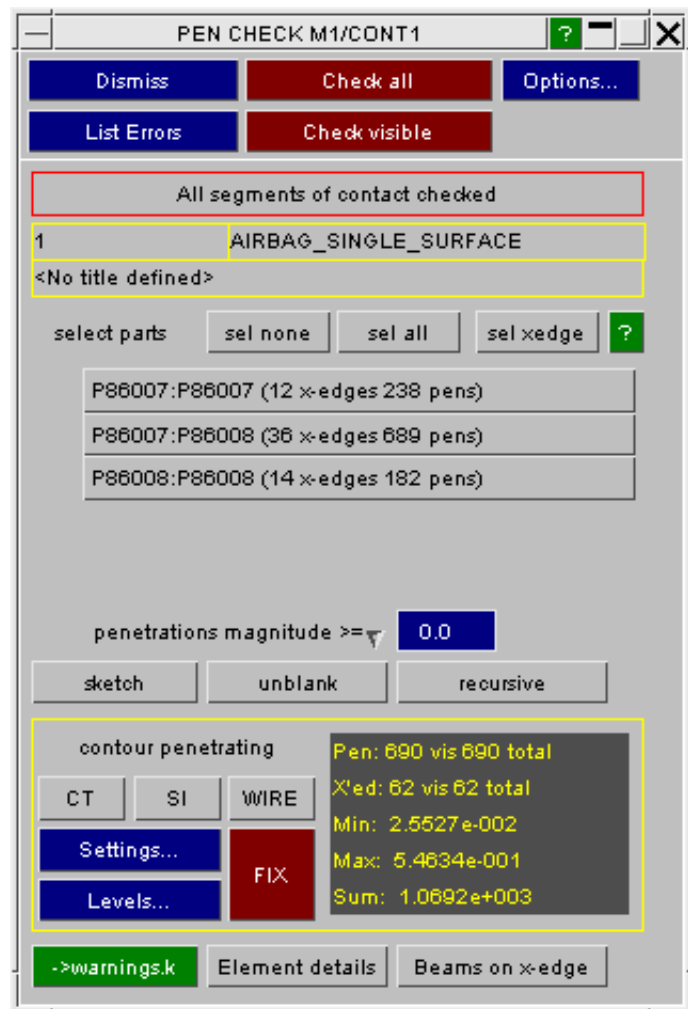 PEN CHECK M1/CONT1 ?
Dismiss Check all Options...
List Errors Check visible
All segments of contact checked
1 AIRBAG_SINGLE_SURFACE
<No title defined>
select parts sel none sel all sel xedge ?
P86007:P86007 (12 x-edges 238 pens)
P86007:P86008 (36 x-edges 689 pens)
P86008:P86008 (14 x-edges 182 pens)
penetrations magnitude >= 0.0
sketch unblank recursive
contour penetrating
Pen: 690 vis 690 total
CT SI WIRE
X'ed: 62 vis 62 total
Min: 2.5527e-002
Settings...
FIX
Max: 5.4634e-001
Levels...
Sum: 1.0692e+003
->warnings.k Element details Beams on x-edge